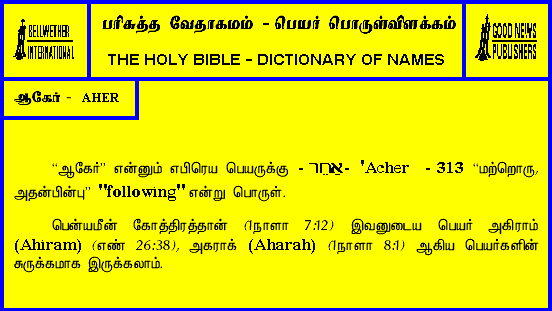 BELLWETHER
INTERNATIONAL
பரிசுத்த வேதாகமம் - பெயர் பொருள்விளக்கம்
THE HOLY BIBLE - DICTIONARY OF NAMES
GOOD NEWS
PUBLISHERS
ஆகேர் - AHER
“ஆகேர்” என்னும் எபிரெய பெயருக்கு - אַחֵר - 'Acher - 313 “மற்றொரு,
அதன்பின்பு” "following" என்று பொருள்.
பென்யமீன் கோத்திரத்தான் (1நாளா 7:12) இவனுடைய பெயர் அகிராம்
(Ahiram) (எண் 26:38), அகராக் (Aharah) (1நாளா 8:1) ஆகிய பெயர்களின்
சுருக்கமாக இருக்கலாம்.